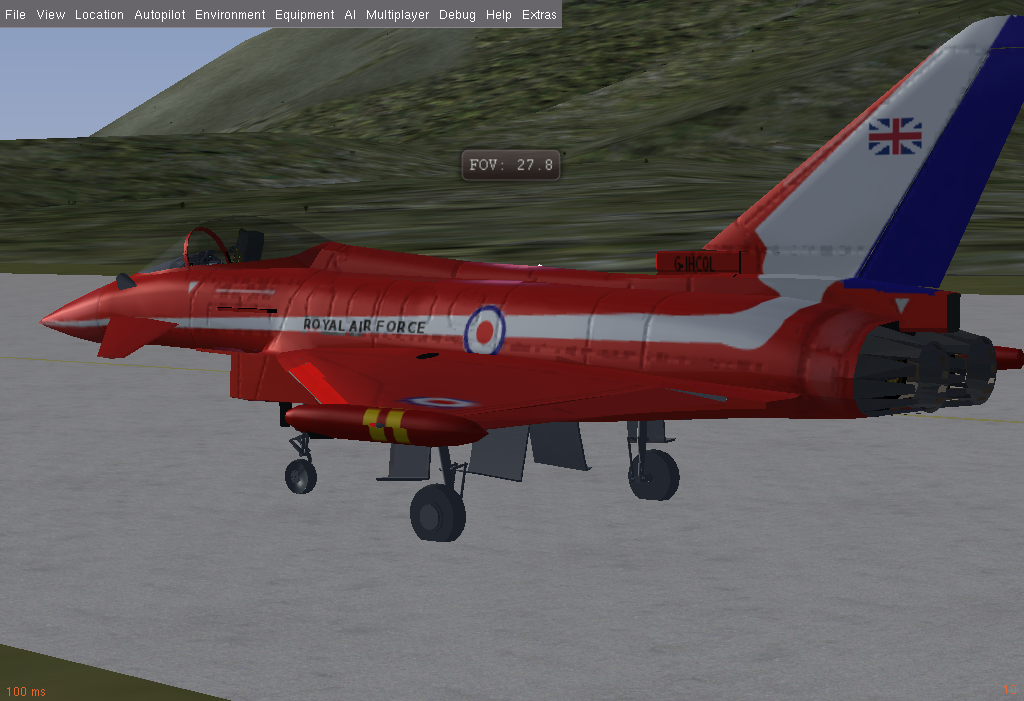 File View Location Autopilot Environment Equipment AI Multiplayer Debug Help Extras
FOV: 27.8
G-IHCOL
ROYAL AIR FORCE
100 ms